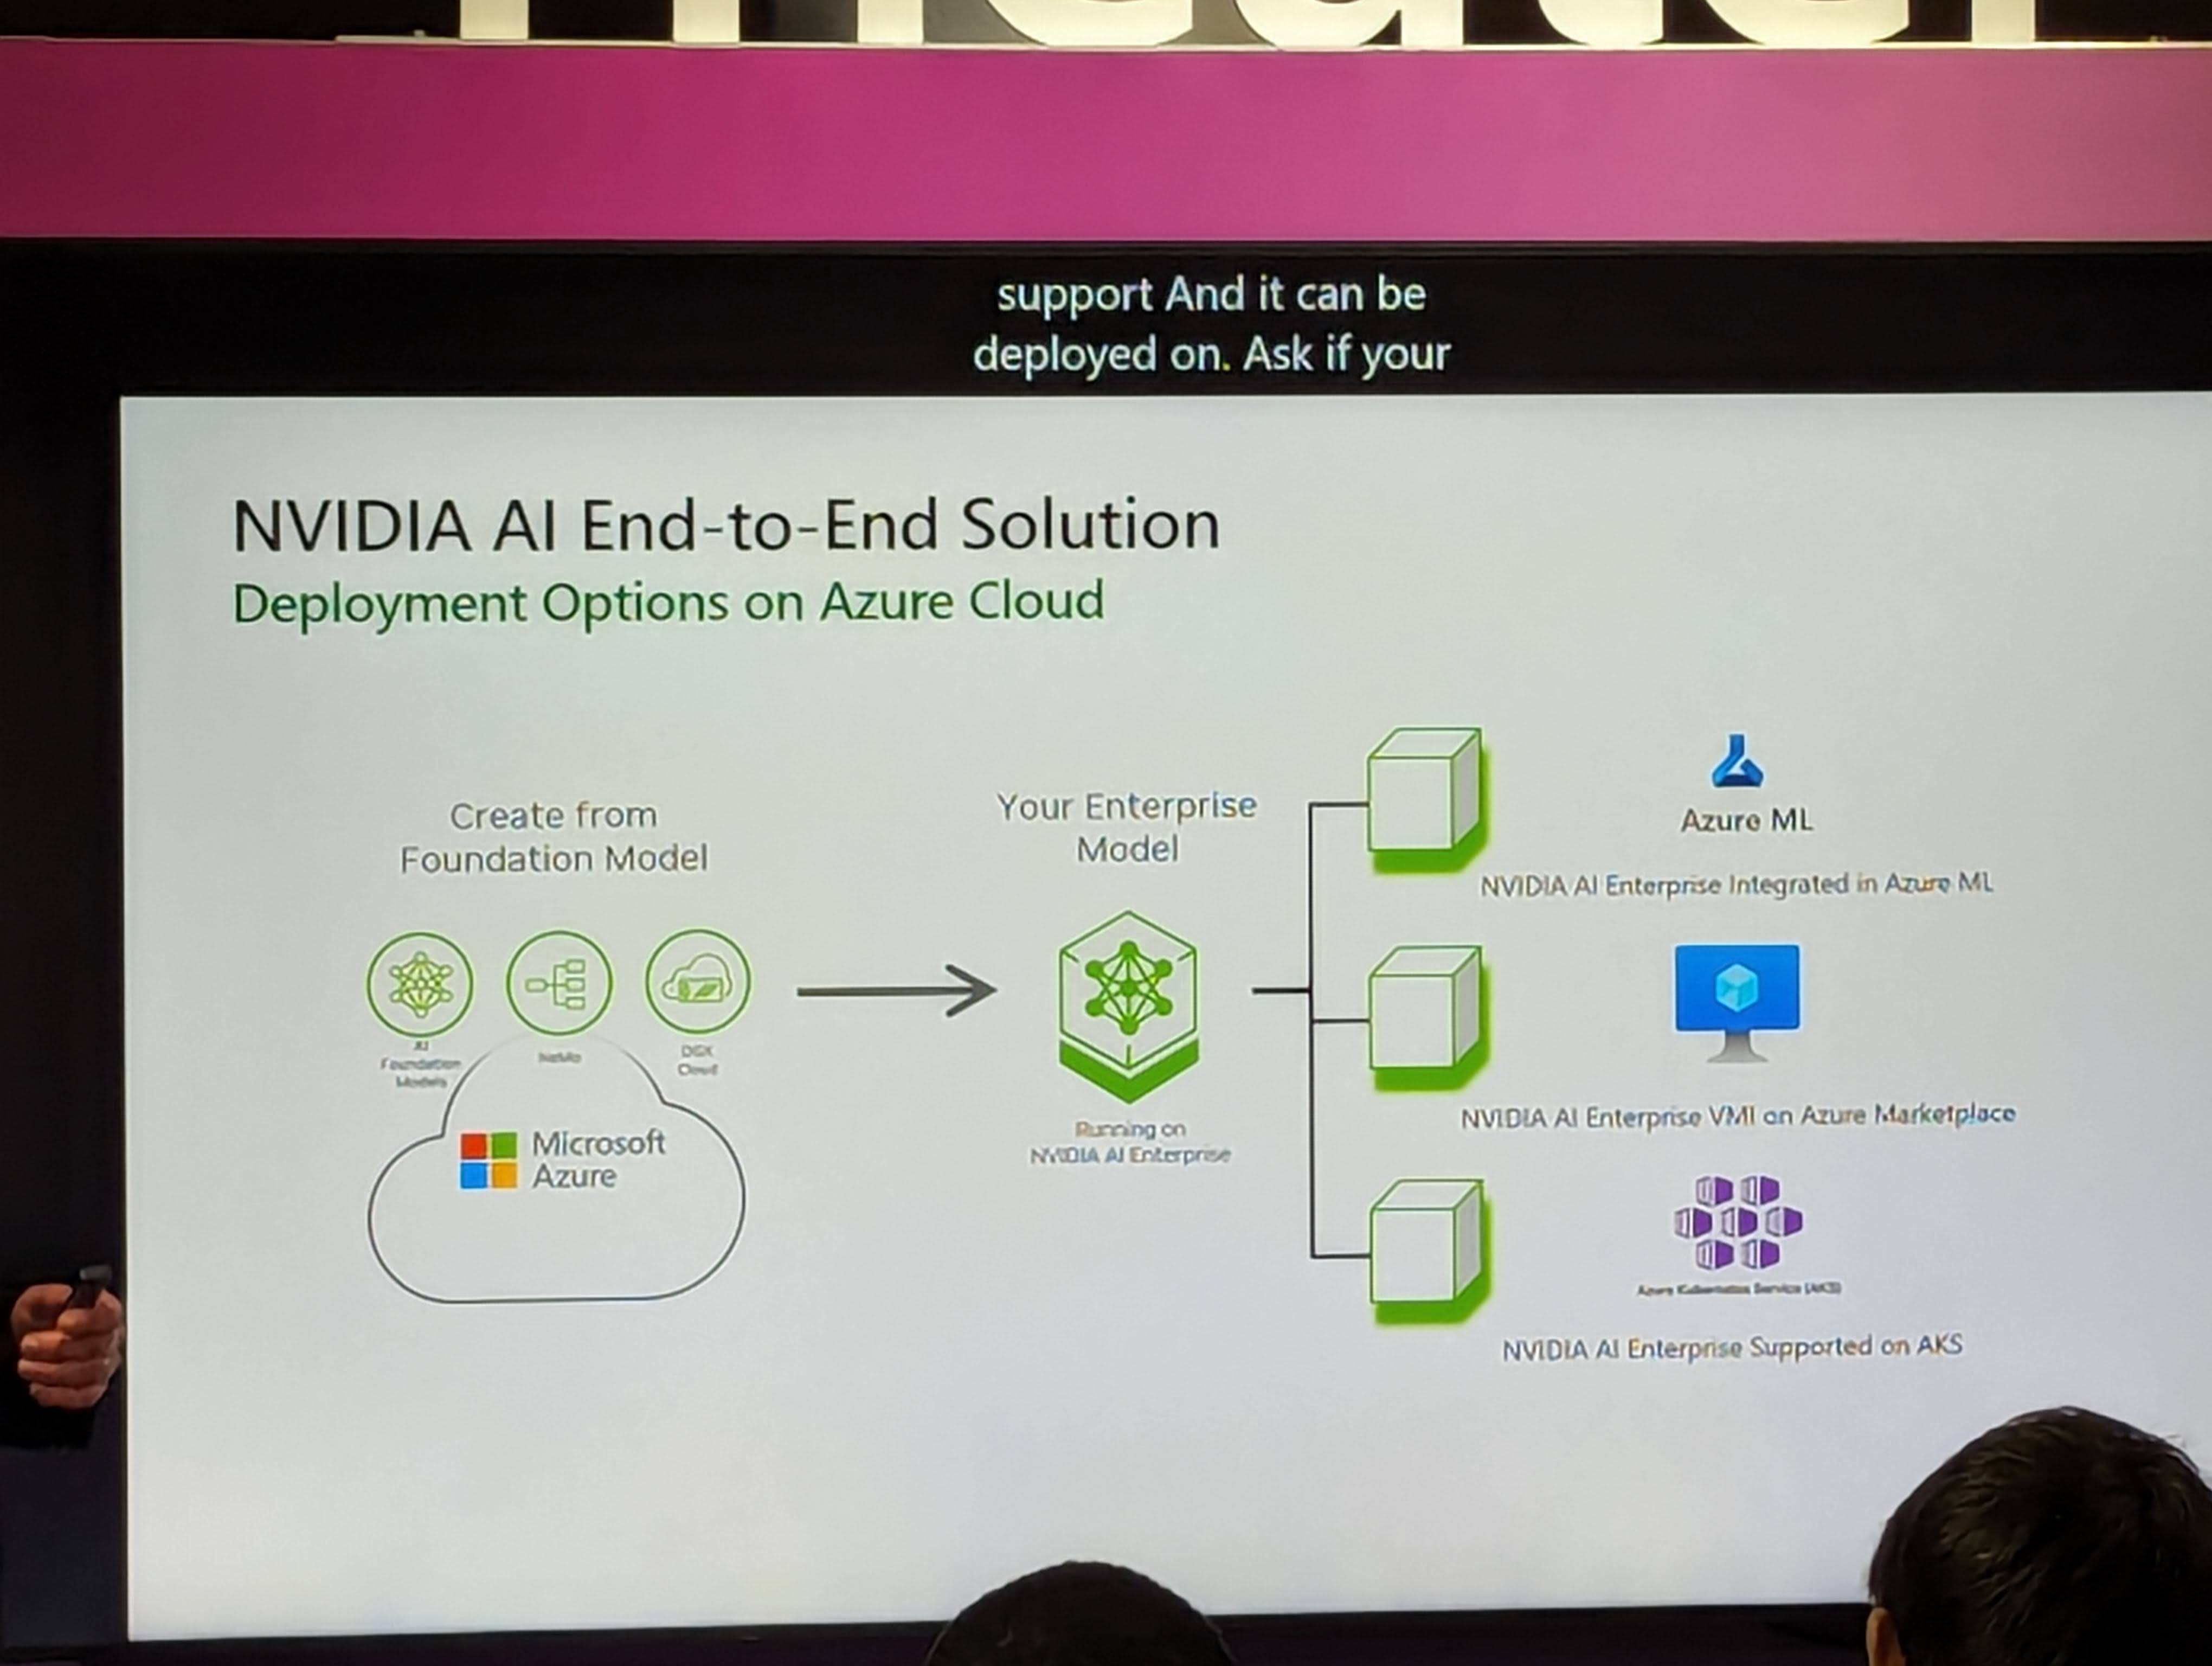 support And it can be
deployed on. Ask if your
NVIDIA AI End-to-End Solution
Deployment Options on Azure Cloud
Create from
Foundation Model
AI
Foundation
Models
NeMo
DGX
Cloud
Microsoft
Azure
Your Enterprise
Model
Running on
NVIDIA AI Enterprise
Azure ML
NVIDIA AI Enterprise Integrated in Azure ML
NVIDIA AI Enterprise VMI on Azure Marketplace
Azure Kubernetes Service (AKS)
NVIDIA AI Enterprise Supported on AKS